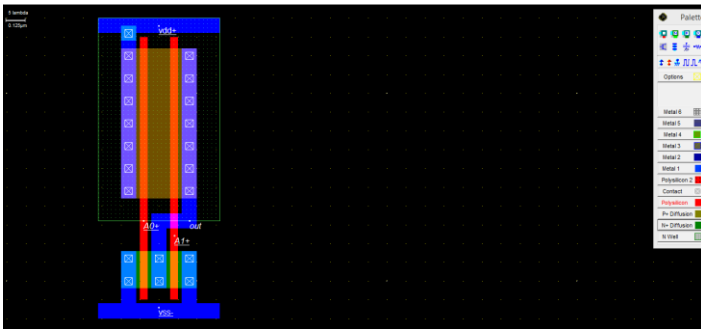 5 lambda
0.125µm
vdd+
A0+
out
A1+
vss-
Palette
Options
Metal 6
Metal 5
Metal 4
Metal 3
Metal 2
Metal 1
Polysilicon 2
Contact
Polysilicon
P+ Diffusion
N+ Diffusion
N Well